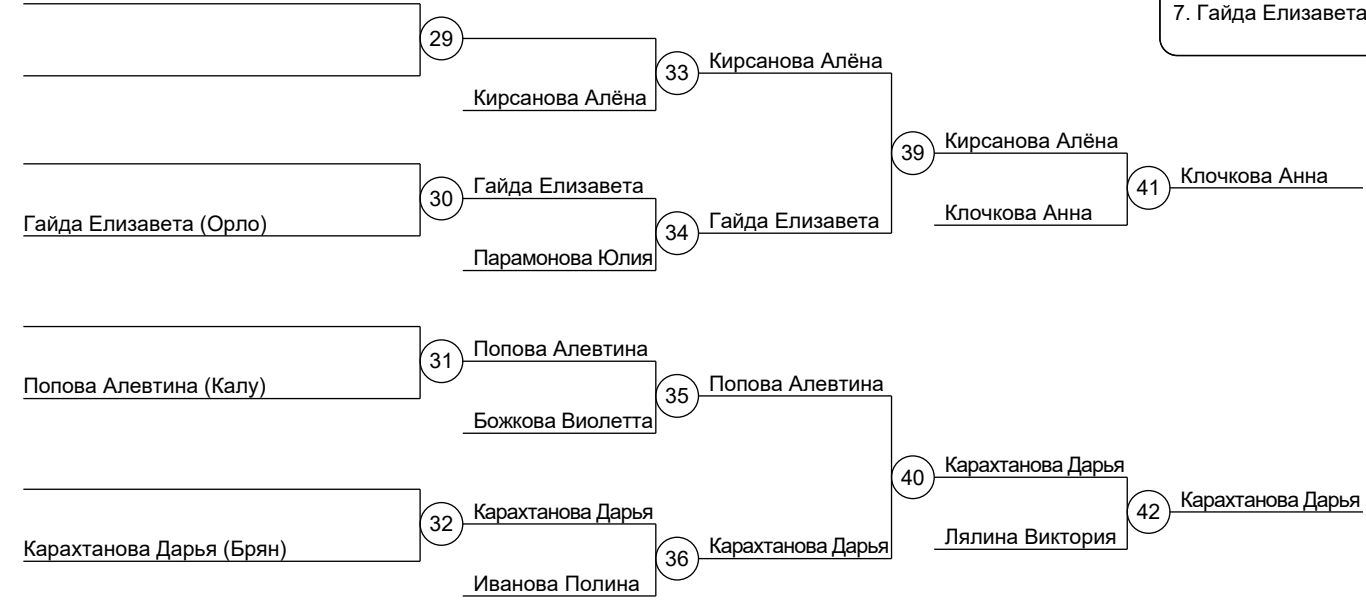 7. Гайда Елизавета
29
Кирсанова Алёна
33
Кирсанова Алёна
39
Кирсанова Алёна
Гайда Елизавета (Орло)
30
Гайда Елизавета
Парамонова Юлия
34
Гайда Елизавета
Клочкова Анна
41
Клочкова Анна
Попова Алевтина (Калу)
31
Попова Алевтина
Божкова Виолетта
35
Попова Алевтина
40
Карахтанова Дарья
Карахтанова Дарья (Брян)
32
Карахтанова Дарья
Иванова Полина
36
Карахтанова Дарья
Лялина Виктория
42
Карахтанова Дарья